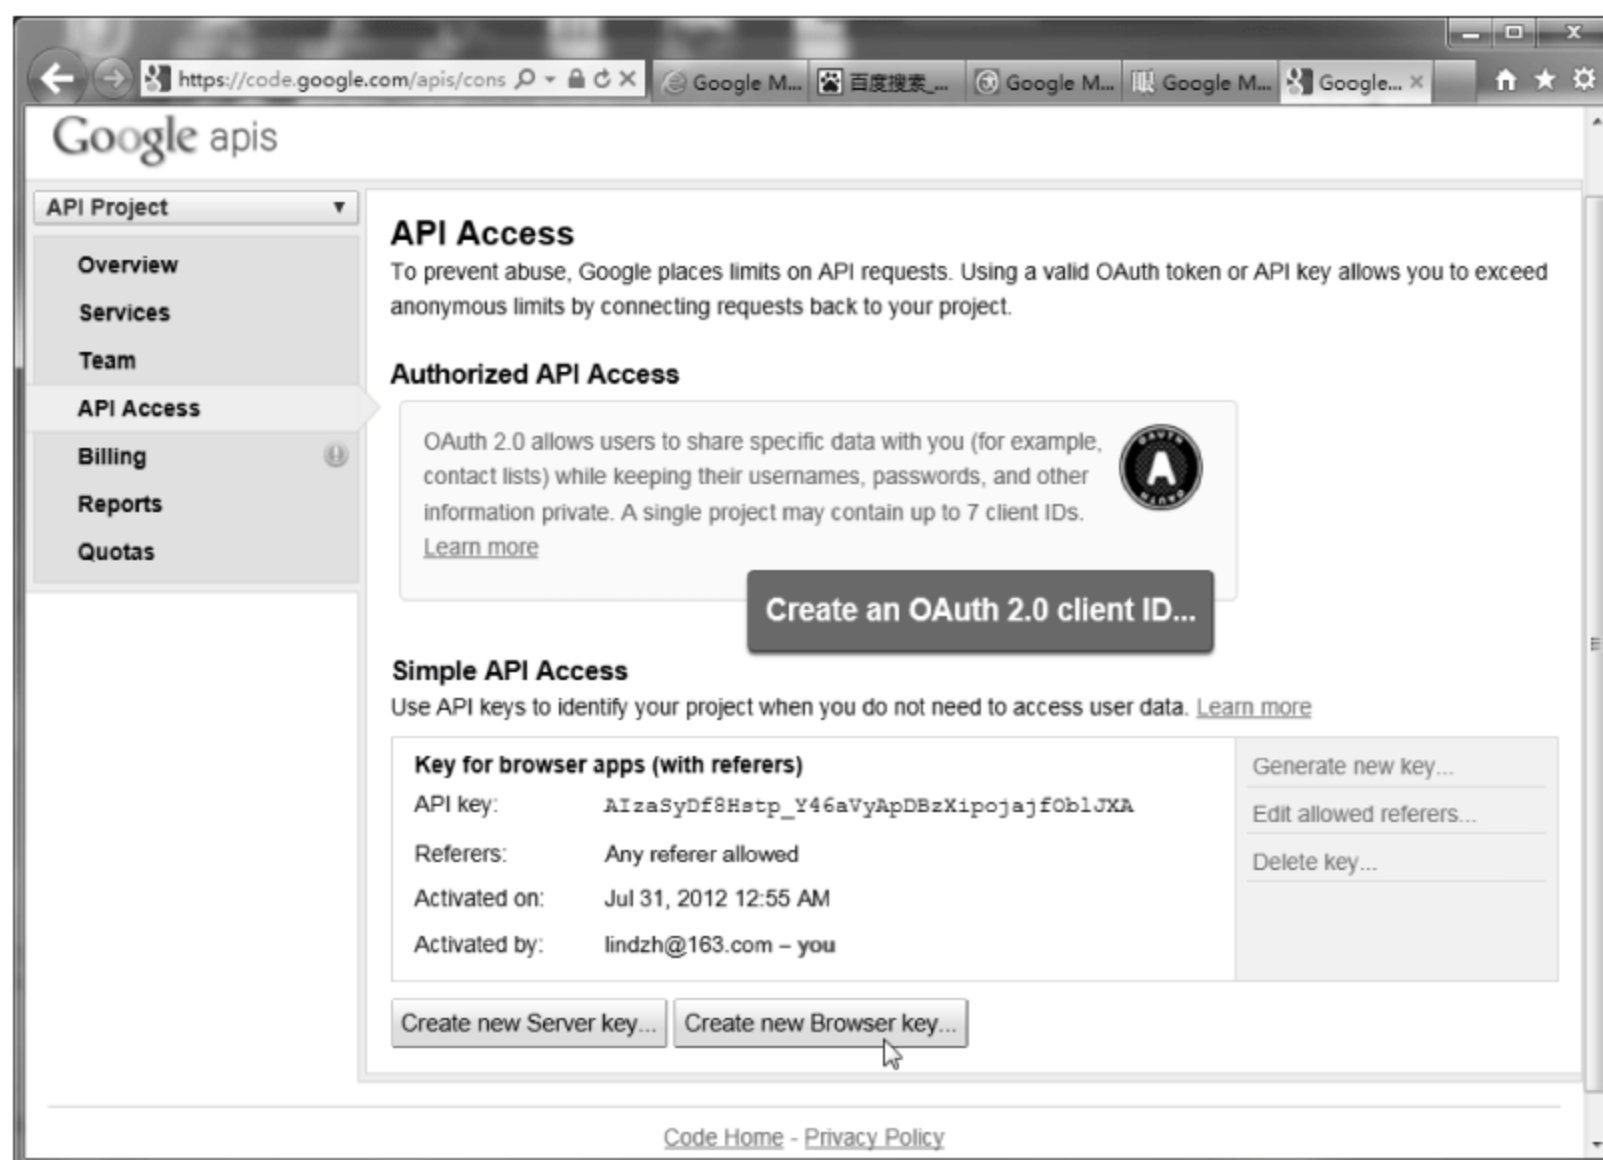 https://code.google.com/apis/cons
Google M...
百度搜索_...
Google M...
Google M...
Google...
Google apis
API Project
Overview
Services
Team
API Access
Billing
Reports
Quotas
API Access
To prevent abuse, Google places limits on API requests. Using a valid OAuth token or API key allows you to exceed
anonymous limits by connecting requests back to your project.
Authorized API Access
OAuth 2.0 allows users to share specific data with you (for example,
contact lists) while keeping their usernames, passwords, and other
information private. A single project may contain up to 7 client IDs.
Learn more
OAUTH
A
OAUTH
Create an OAuth 2.0 client ID...
Simple API Access
Use API keys to identify your project when you do not need to access user data. Learn more
Key for browser apps (with referers)
API key: AIzaSyDf8Hstp_Y46aVyApDBzXipojajfOblJXA
Referers: Any referer allowed
Activated on: Jul 31, 2012 12:55 AM
Activated by: lindzh@163.com – you
Generate new key...
Edit allowed referers...
Delete key...
Create new Server key...
Create new Browser key...
Code Home - Privacy Policy